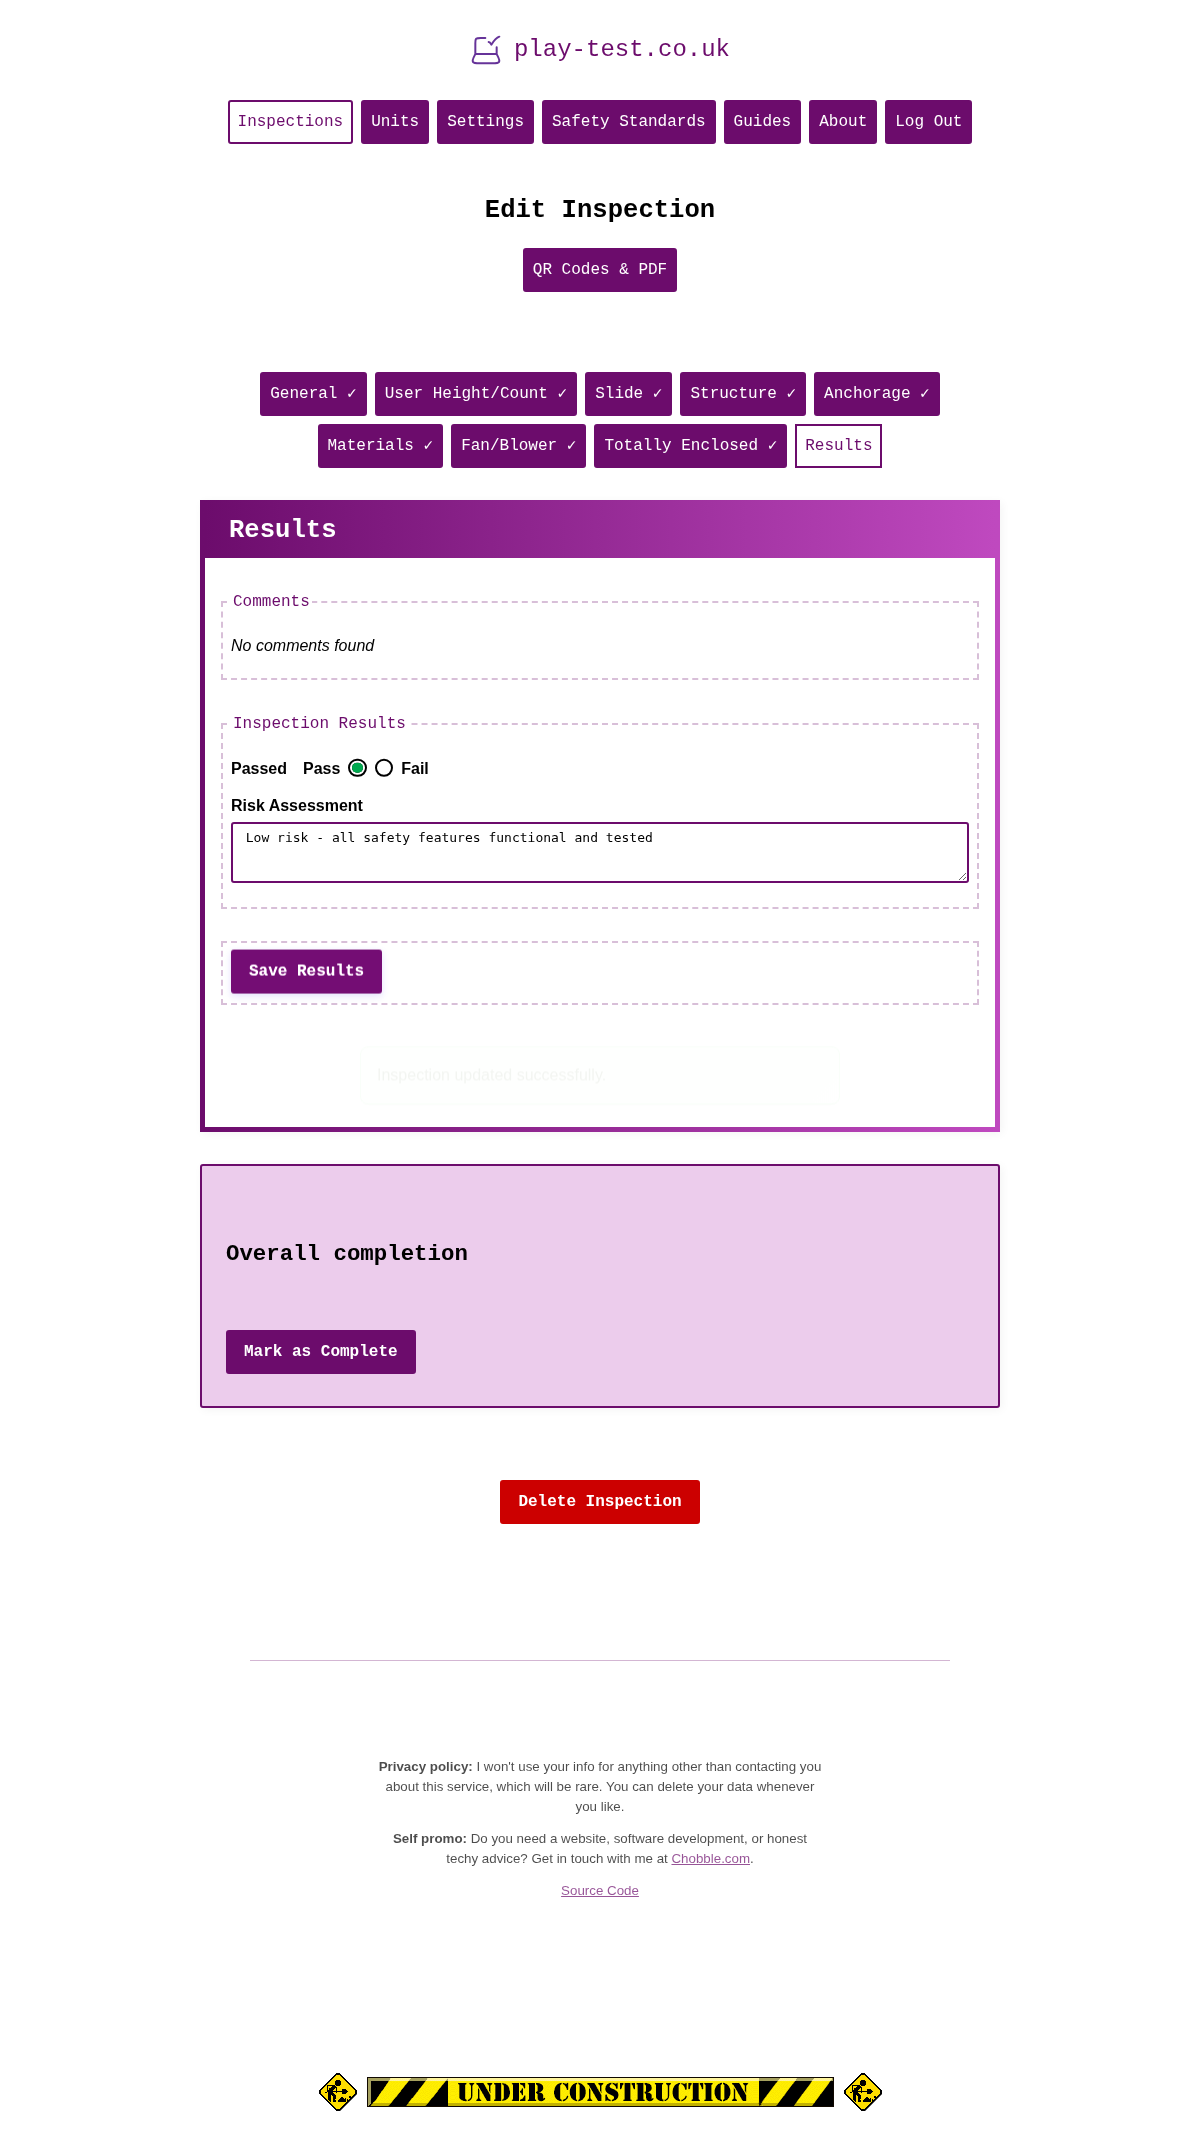 play-test.co.uk
Inspections Units Settings Safety Standards Guides About Log Out
Edit Inspection
QR Codes & PDF
General ✓ User Height/Count ✓ Slide ✓ Structure ✓ Anchorage ✓
Materials ✓ Fan/Blower ✓ Totally Enclosed ✓ Results
Results
Comments
No comments found
Inspection Results
Passed Pass Fail
Risk Assessment
Low risk - all safety features functional and tested
Save Results
Inspection updated successfully.
Overall completion
Mark as Complete
Delete Inspection
Privacy policy: I won't use your info for anything other than contacting you
about this service, which will be rare. You can delete your data whenever
you like.
Self promo: Do you need a website, software development, or honest
techy advice? Get in touch with me at Chobble.com.
Source Code
UNDER CONSTRUCTION